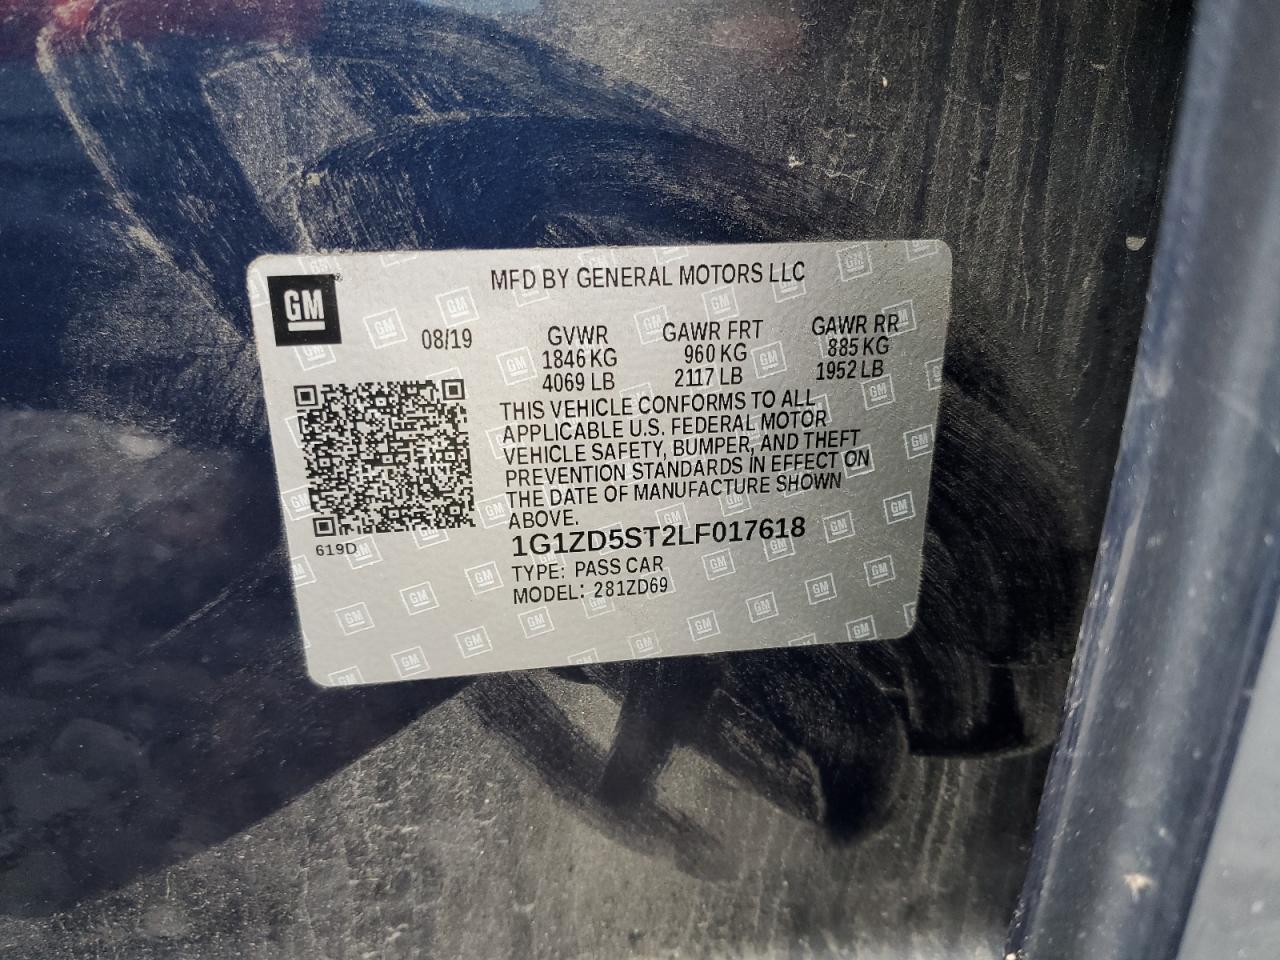 GM
MFD BY GENERAL MOTORS LLC
08/19 GVWR GAWR FRT GAWR RR
1846 KG 960 KG 885 KG
4069 LB 2117 LB 1952 LB
THIS VEHICLE CONFORMS TO ALL
APPLICABLE U.S. FEDERAL MOTOR
VEHICLE SAFETY, BUMPER, AND THEFT
PREVENTION STANDARDS IN EFFECT ON
THE DATE OF MANUFACTURE SHOWN
ABOVE.
619D
1G1ZD5ST2LF017618
TYPE: PASS CAR
MODEL: 281ZD69